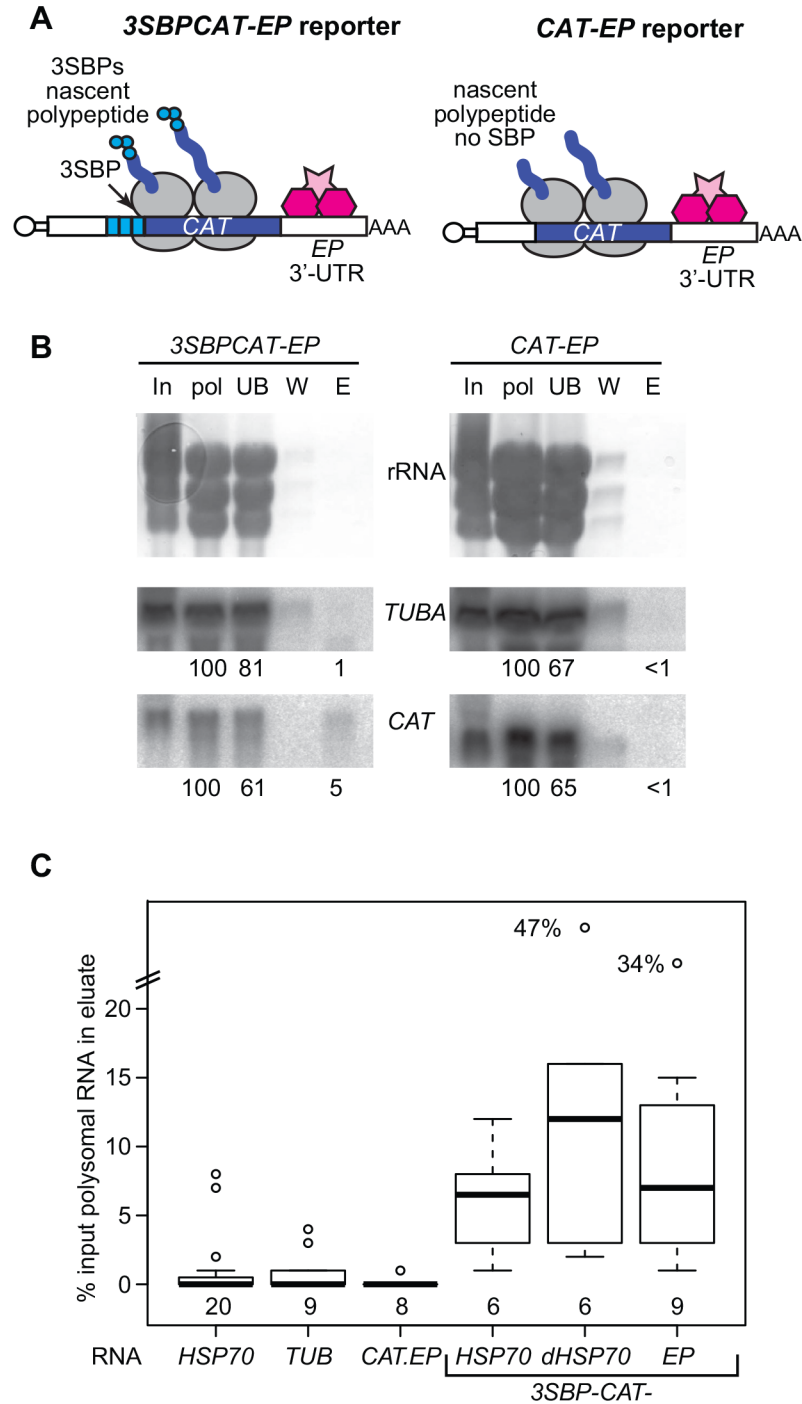 A
3SBPCAT-EP reporter
CAT-EP reporter
3SBPs
nascent
polypeptide
3SBP
CAT
AAA
EP
3'-UTR
nascent
polypeptide
no SBP
CAT
AAA
EP
3'-UTR
B
3SBPCAT-EP
CAT-EP
In pol UB W E
In pol UB W E
rRNA
TUBA
100 81 1
100 67 <1
CAT
100 61 5
100 65 <1
C
% input polysomal RNA in eluate
47%
34%
20
15
10
5
0
20 9 8 6 6 9
RNA HSP70 TUB CAT.EP HSP70 dHSP70 EP
3SBP-CAT-